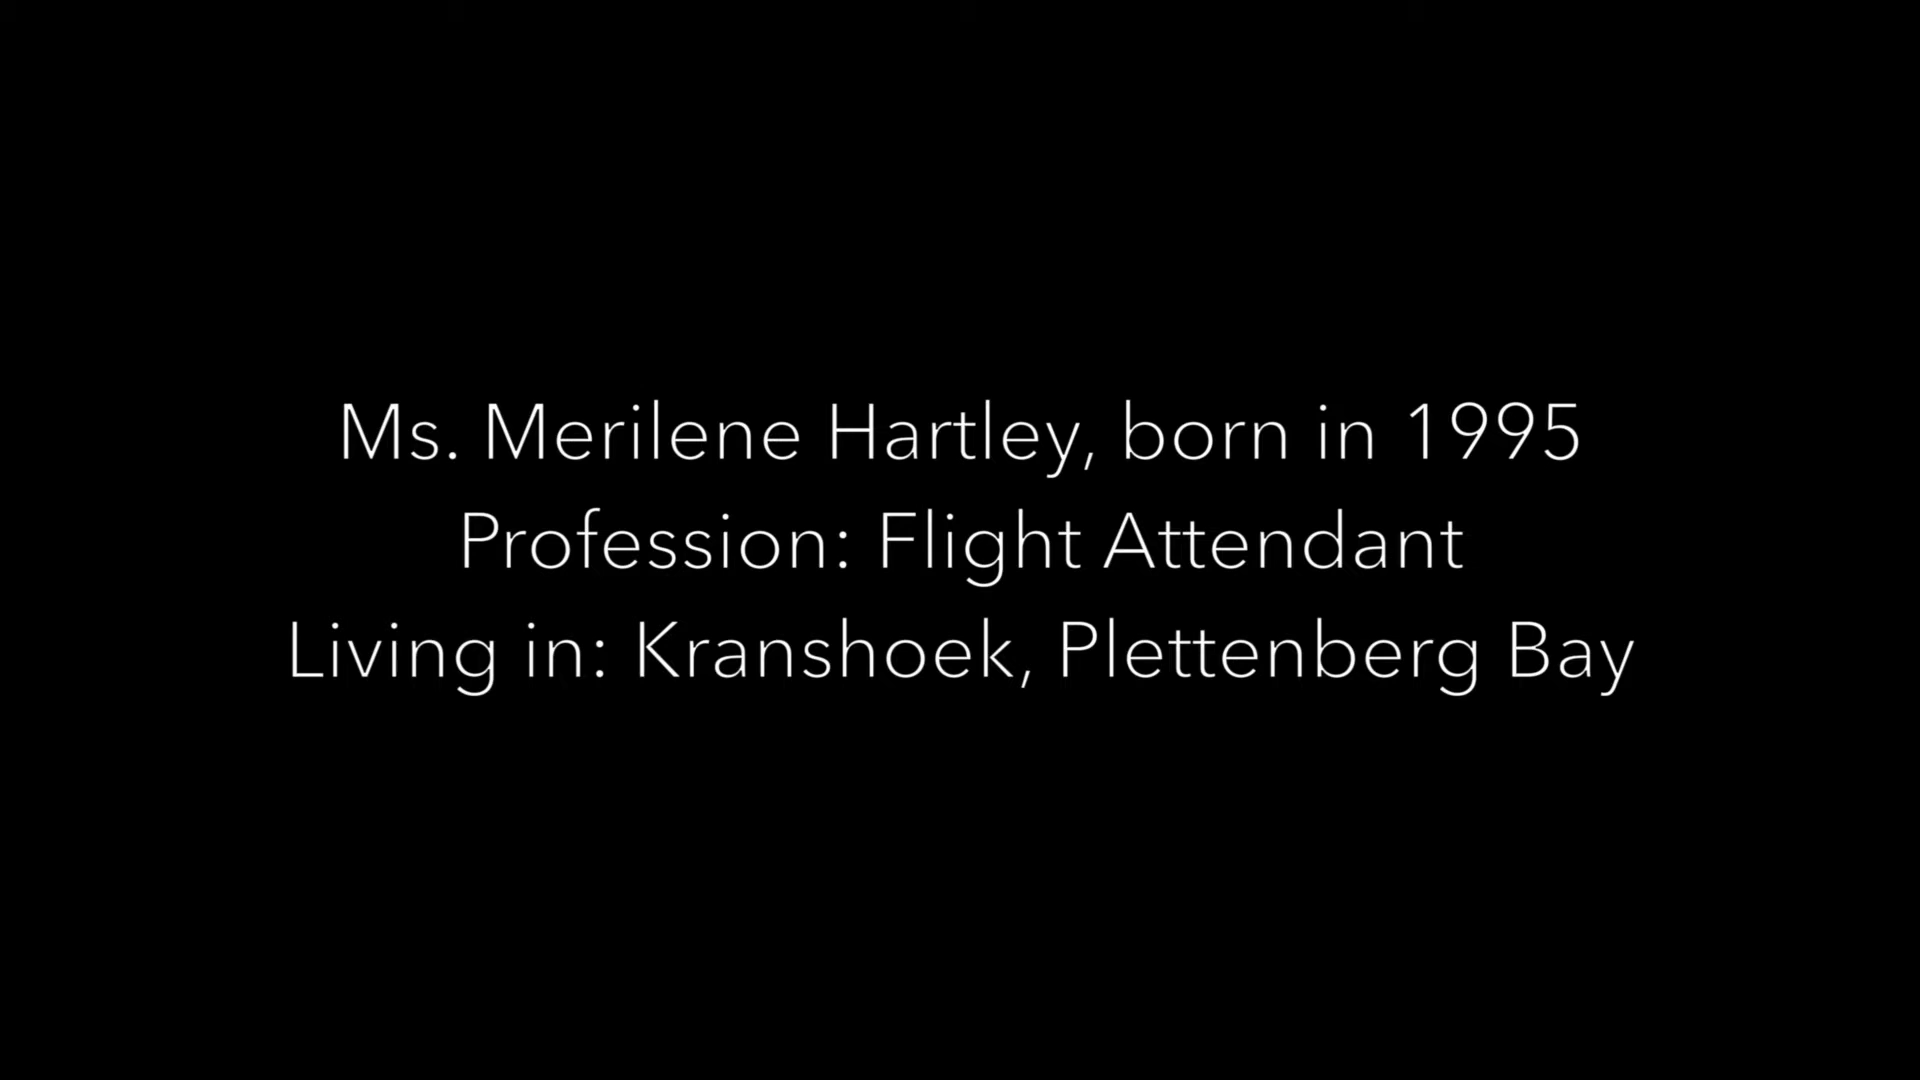 Ms. Merilene Hartley, born in 1995
Profession: Flight Attendant
Living in: Kranshoek, Plettenberg Bay